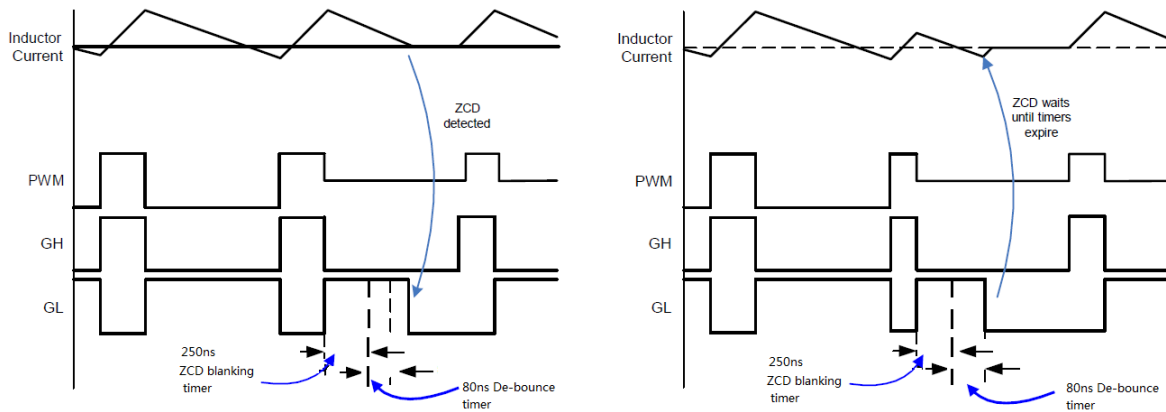 Inductor
Current
ZCD
detected
PWM
GH
GL
250ns
ZCD blanking
timer
80ns De-bounce
timer
Inductor
Current
ZCD waits
until timers
expire
PWM
GH
GL
250ns
ZCD blanking
timer
80ns De-bounce
timer